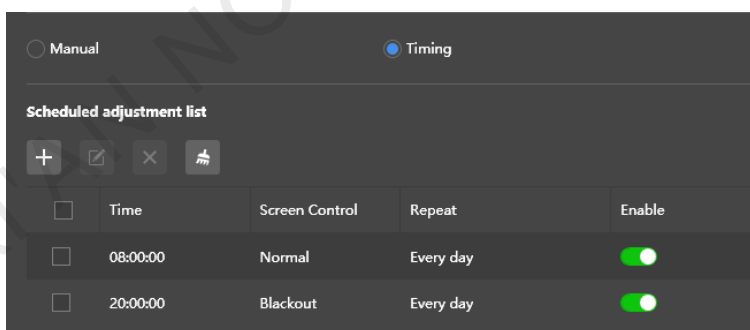 Manual Timing
Scheduled adjustment list
Time Screen Control Repeat Enable
08:00:00 Normal Every day
20:00:00 Blackout Every day